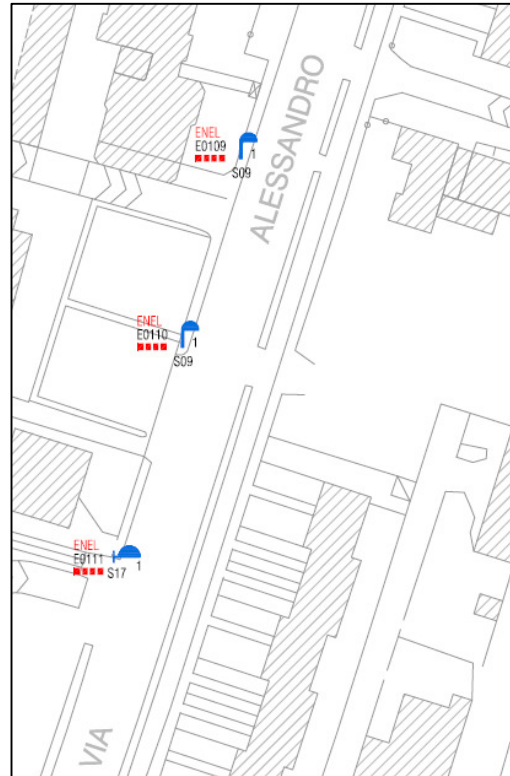 ENEL
E0109
1
S09
ALESSANDRO
ENEL
E0110
1
S09
ENEL
E0111
1
S17
VIA